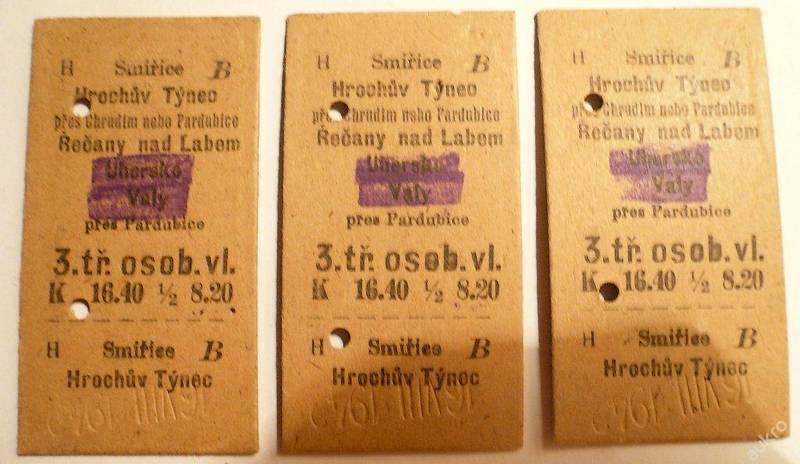 H Smiřice B
Hrochův Týnec
přes Chrudim nebo Pardubice
Řečany nad Labem
Uhersko
Valy
přes Pardubice
3. tř. osob. vl.
K 16.40 ½ 8.20
H Smiřice B
Hrochův Týnec
H Smiřice B
Hrochův Týnec
přes Chrudim nebo Pardubice
Řečany nad Labem
Uhersko
Valy
přes Pardubice
3. tř. osob. vl.
K 16.40 ½ 8.20
H Smiřice B
Hrochův Týnec
H Smiřice B
Hrochův Týnec
přes Chrudim nebo Pardubice
Řečany nad Labem
Uhersko
Valy
přes Pardubice
3. tř. osob. vl.
K 16.40 ½ 8.20
H Smiřice B
Hrochův Týnec
aukro